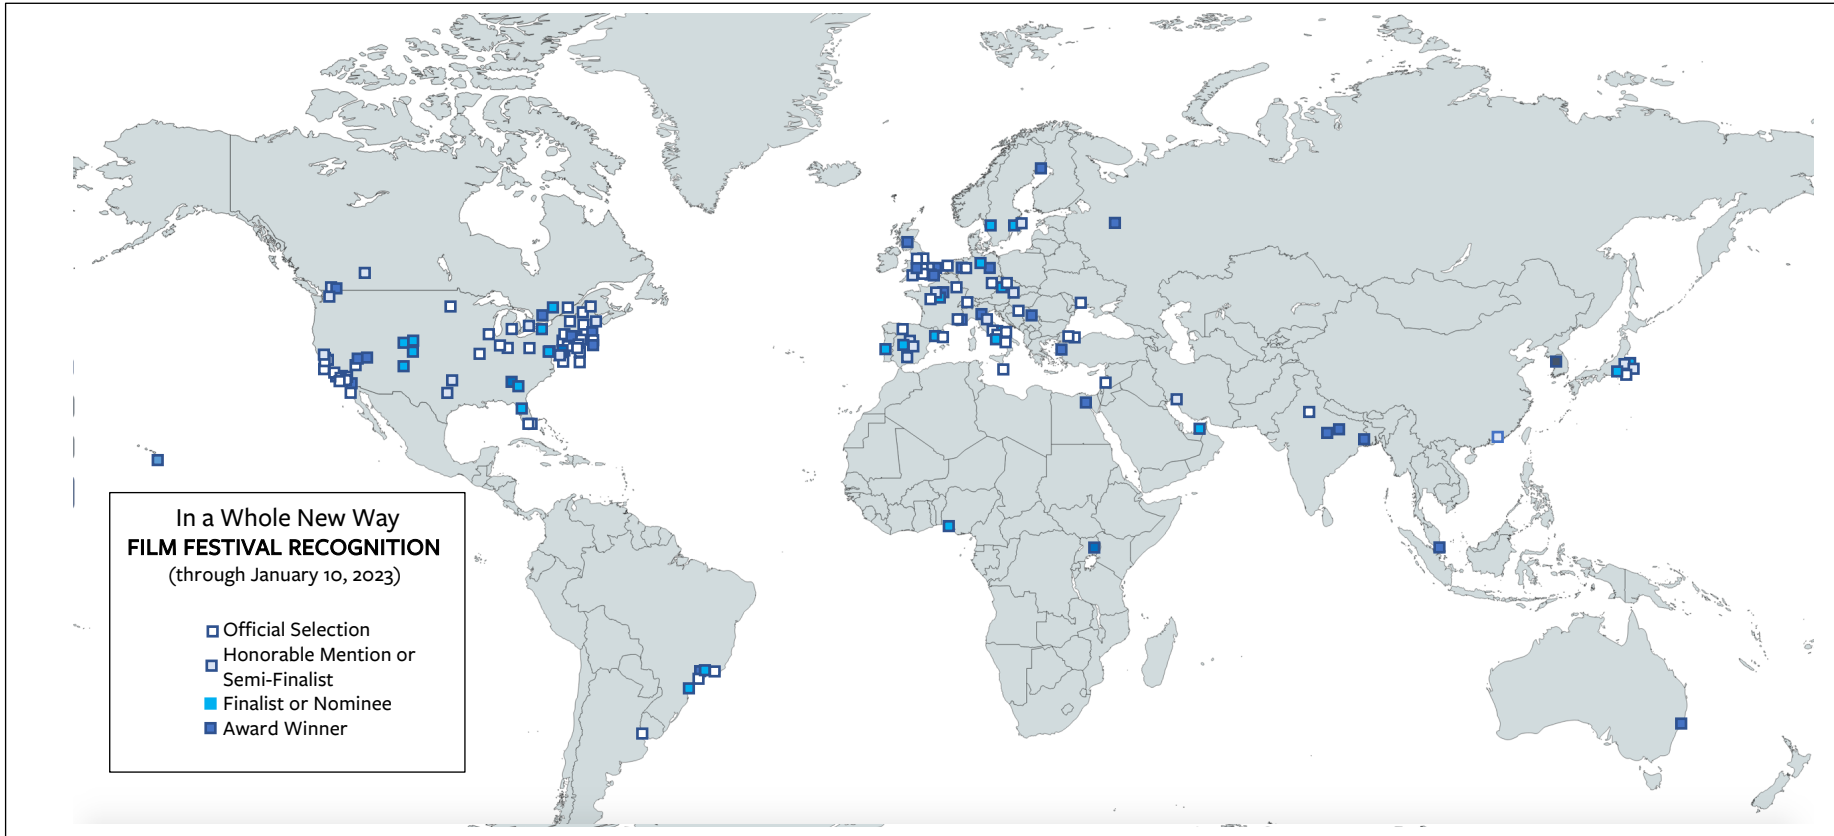 In a Whole New Way
FILM FESTIVAL RECOGNITION
(through January 10, 2023)
Official Selection
Honorable Mention or
Semi-Finalist
Finalist or Nominee
Award Winner